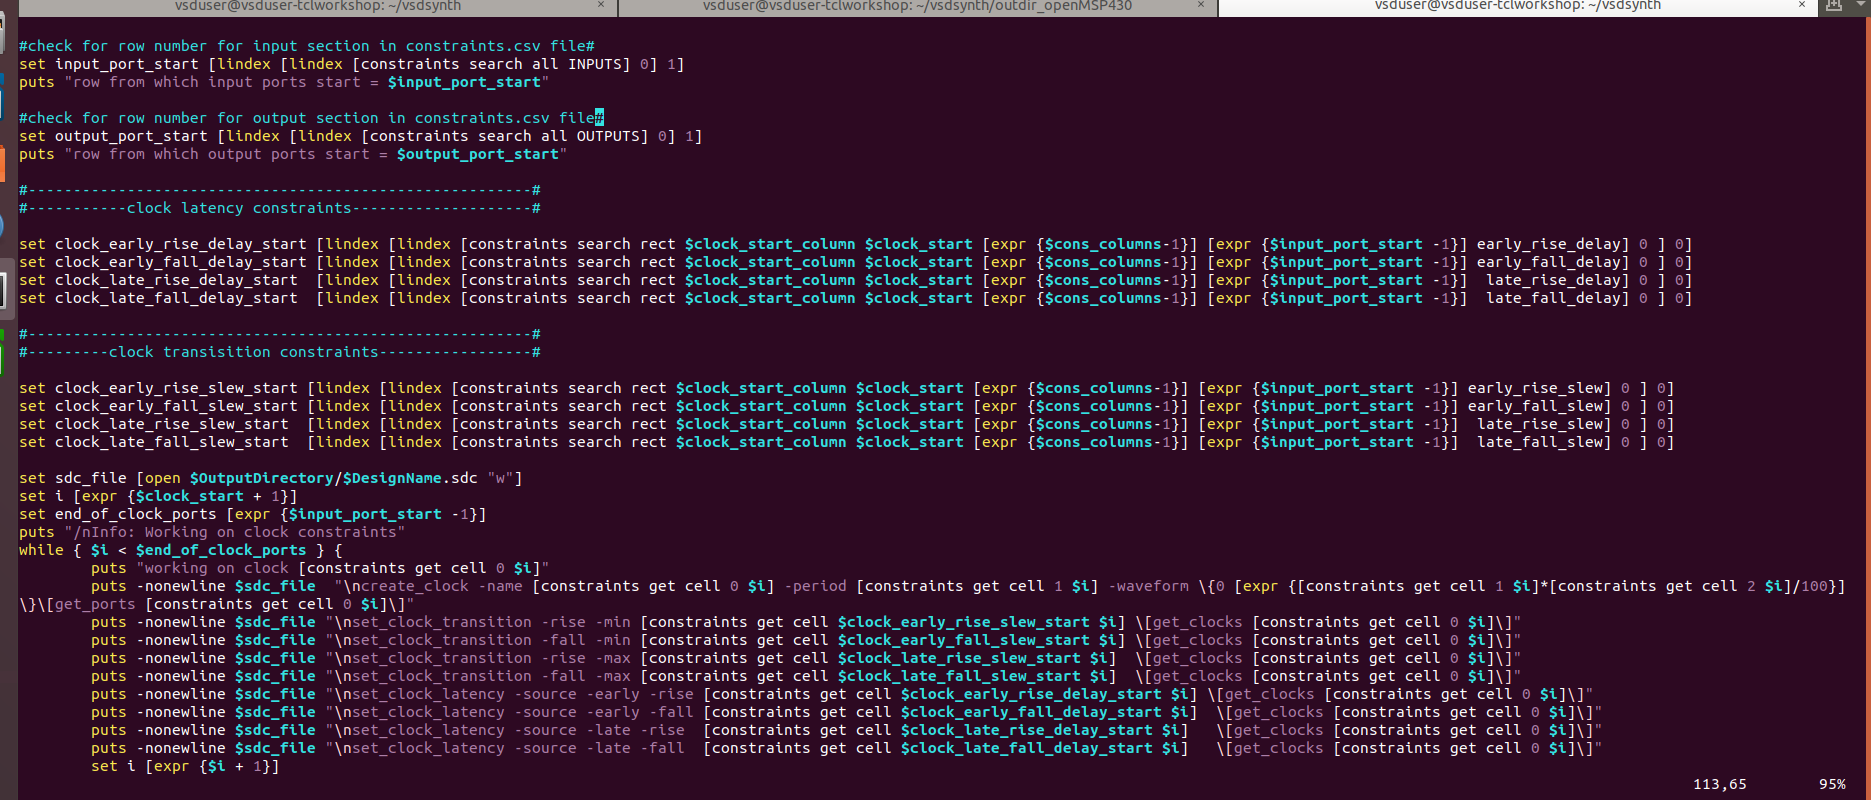 vsduser@vsduser-tclworkshop: ~/vsdsynth × vsduser@vsduser-tclworkshop: ~/vsdsynth/outdir_openMSP430 × vsduser@vsduser-tclworkshop: ~/vsdsynth ×
#check for row number for input section in constraints.csv file#
set input_port_start [lindex [lindex [constraints search all INPUTS] 0] 1]
puts "row from which input ports start = $input_port_start"
#check for row number for output section in constraints.csv file#
set output_port_start [lindex [lindex [constraints search all OUTPUTS] 0] 1]
puts "row from which output ports start = $output_port_start"
#--------------------------------------------------------#
#-----------clock latency constraints--------------------#
set clock_early_rise_delay_start [lindex [lindex [constraints search rect $clock_start_column $clock_start [expr {$cons_columns-1}] [expr {$input_port_start -1}] early_rise_delay] 0 ] 0]
set clock_early_fall_delay_start [lindex [lindex [constraints search rect $clock_start_column $clock_start [expr {$cons_columns-1}] [expr {$input_port_start -1}] early_fall_delay] 0 ] 0]
set clock_late_rise_delay_start  [lindex [lindex [constraints search rect $clock_start_column $clock_start [expr {$cons_columns-1}] [expr {$input_port_start -1}]  late_rise_delay] 0 ] 0]
set clock_late_fall_delay_start  [lindex [lindex [constraints search rect $clock_start_column $clock_start [expr {$cons_columns-1}] [expr {$input_port_start -1}]  late_fall_delay] 0 ] 0]
#--------------------------------------------------------#
#---------clock transisition constraints-----------------#
set clock_early_rise_slew_start [lindex [lindex [constraints search rect $clock_start_column $clock_start [expr {$cons_columns-1}] [expr {$input_port_start -1}] early_rise_slew] 0 ] 0]
set clock_early_fall_slew_start [lindex [lindex [constraints search rect $clock_start_column $clock_start [expr {$cons_columns-1}] [expr {$input_port_start -1}] early_fall_slew] 0 ] 0]
set clock_late_rise_slew_start  [lindex [lindex [constraints search rect $clock_start_column $clock_start [expr {$cons_columns-1}] [expr {$input_port_start -1}]  late_rise_slew] 0 ] 0]
set clock_late_fall_slew_start  [lindex [lindex [constraints search rect $clock_start_column $clock_start [expr {$cons_columns-1}] [expr {$input_port_start -1}]  late_fall_slew] 0 ] 0]
set sdc_file [open $OutputDirectory/$DesignName.sdc "w"]
set i [expr {$clock_start + 1}]
set end_of_clock_ports [expr {$input_port_start -1}]
puts "/nInfo: Working on clock constraints"
while { $i < $end_of_clock_ports } {
        puts "working on clock [constraints get cell 0 $i]"
        puts -nonewline $sdc_file  "\ncreate_clock -name [constraints get cell 0 $i] -period [constraints get cell 1 $i] -waveform \{0 [expr {[constraints get cell 1 $i]*[constraints get cell 2 $i]/100}]
\}\[get_ports [constraints get cell 0 $i]\]"
        puts -nonewline $sdc_file "\nset_clock_transition -rise -min [constraints get cell $clock_early_rise_slew_start $i] \[get_clocks [constraints get cell 0 $i]\]"
        puts -nonewline $sdc_file "\nset_clock_transition -fall -min [constraints get cell $clock_early_fall_slew_start $i] \[get_clocks [constraints get cell 0 $i]\]"
        puts -nonewline $sdc_file "\nset_clock_transition -rise -max [constraints get cell $clock_late_rise_slew_start $i]  \[get_clocks [constraints get cell 0 $i]\]"
        puts -nonewline $sdc_file "\nset_clock_transition -fall -max [constraints get cell $clock_late_fall_slew_start $i]  \[get_clocks [constraints get cell 0 $i]\]"
        puts -nonewline $sdc_file "\nset_clock_latency -source -early -rise [constraints get cell $clock_early_rise_delay_start $i] \[get_clocks [constraints get cell 0 $i]\]"
        puts -nonewline $sdc_file "\nset_clock_latency -source -early -fall [constraints get cell $clock_early_fall_delay_start $i]  \[get_clocks [constraints get cell 0 $i]\]"
        puts -nonewline $sdc_file "\nset_clock_latency -source -late -rise  [constraints get cell $clock_late_rise_delay_start $i]   \[get_clocks [constraints get cell 0 $i]\]"
        puts -nonewline $sdc_file "\nset_clock_latency -source -late -fall  [constraints get cell $clock_late_fall_delay_start $i]   \[get_clocks [constraints get cell 0 $i]\]"
        set i [expr {$i + 1}]
113,65 95%